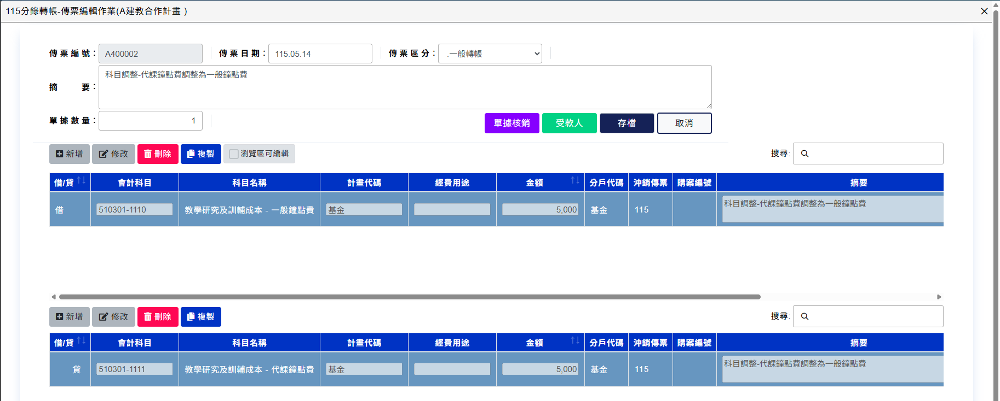 115分錄轉帳-傳票編輯作業(A建教合作計畫 )
傳票編號： A400002 傳票日期： 115.05.14 傳票區分： .一般轉帳
摘要： 科目調整-代課鐘點費調整為一般鐘點費
單據數量： 1 單據核銷 受款人 存檔 取消
新增 修改 刪除 複製 瀏覽區可編輯 搜尋:
借/貸 會計科目 科目名稱 計畫代碼 經費用途 金額 分戶代碼 沖銷傳票 購案編號 摘要
借 510301-1110 教學研究及訓輔成本 - 一般鐘點費 基金 5,000 基金 115 科目調整-代課鐘點費調整為一般鐘點費
新增 修改 刪除 複製 搜尋:
借/貸 會計科目 科目名稱 計畫代碼 經費用途 金額 分戶代碼 沖銷傳票 購案編號 摘要
貸 510301-1111 教學研究及訓輔成本 - 代課鐘點費 基金 5,000 基金 115 科目調整-代課鐘點費調整為一般鐘點費